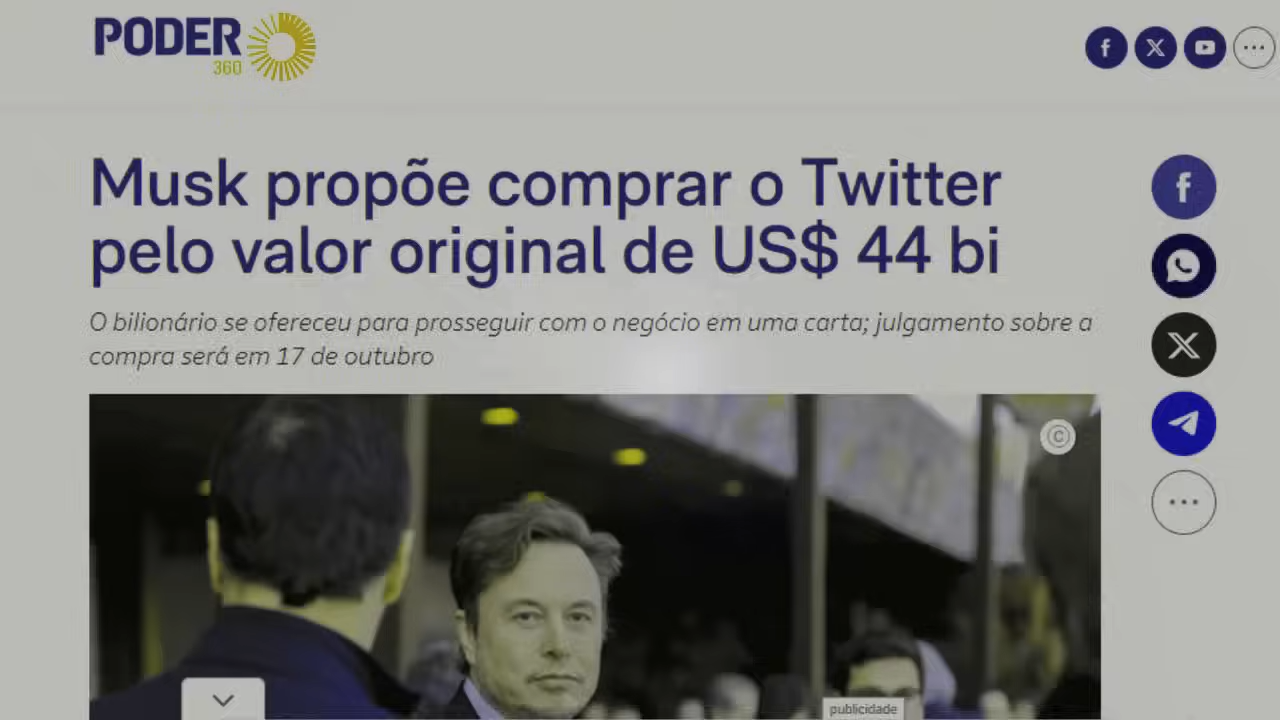 PODER
360
Musk propõe comprar o Twitter
pelo valor original de US$ 44 bi
O bilionário se ofereceu para prosseguir com o negócio em uma carta; julgamento sobre a
compra será em 17 de outubro
©
publicidade